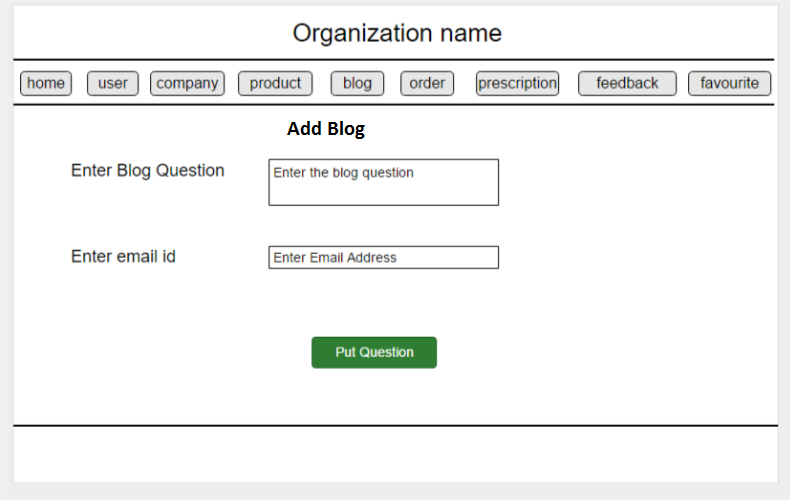 Organization name
home user company product blog order prescription feedback favourite
Add Blog
Enter Blog Question Enter the blog question
Enter email id Enter Email Address
Put Question